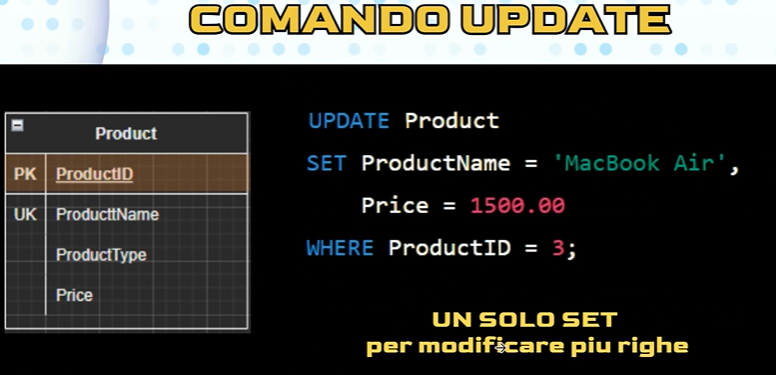 COMANDO UPDATE
Product
PK ProductID
UK ProducttName
ProductType
Price
UPDATE Product
SET ProductName = 'MacBook Air',
Price = 1500.00
WHERE ProductID = 3;
UN SOLO SET
per modificare piu righe